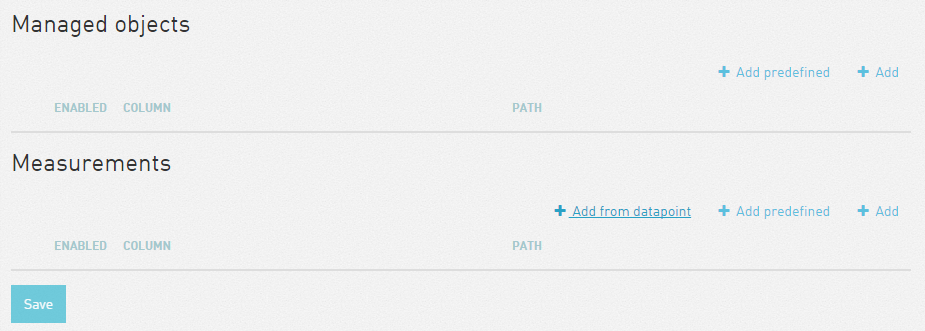 Managed objects
+ Add predefined + Add
ENABLED COLUMN PATH
Measurements
+ Add from datapoint + Add predefined + Add
ENABLED COLUMN PATH
Save